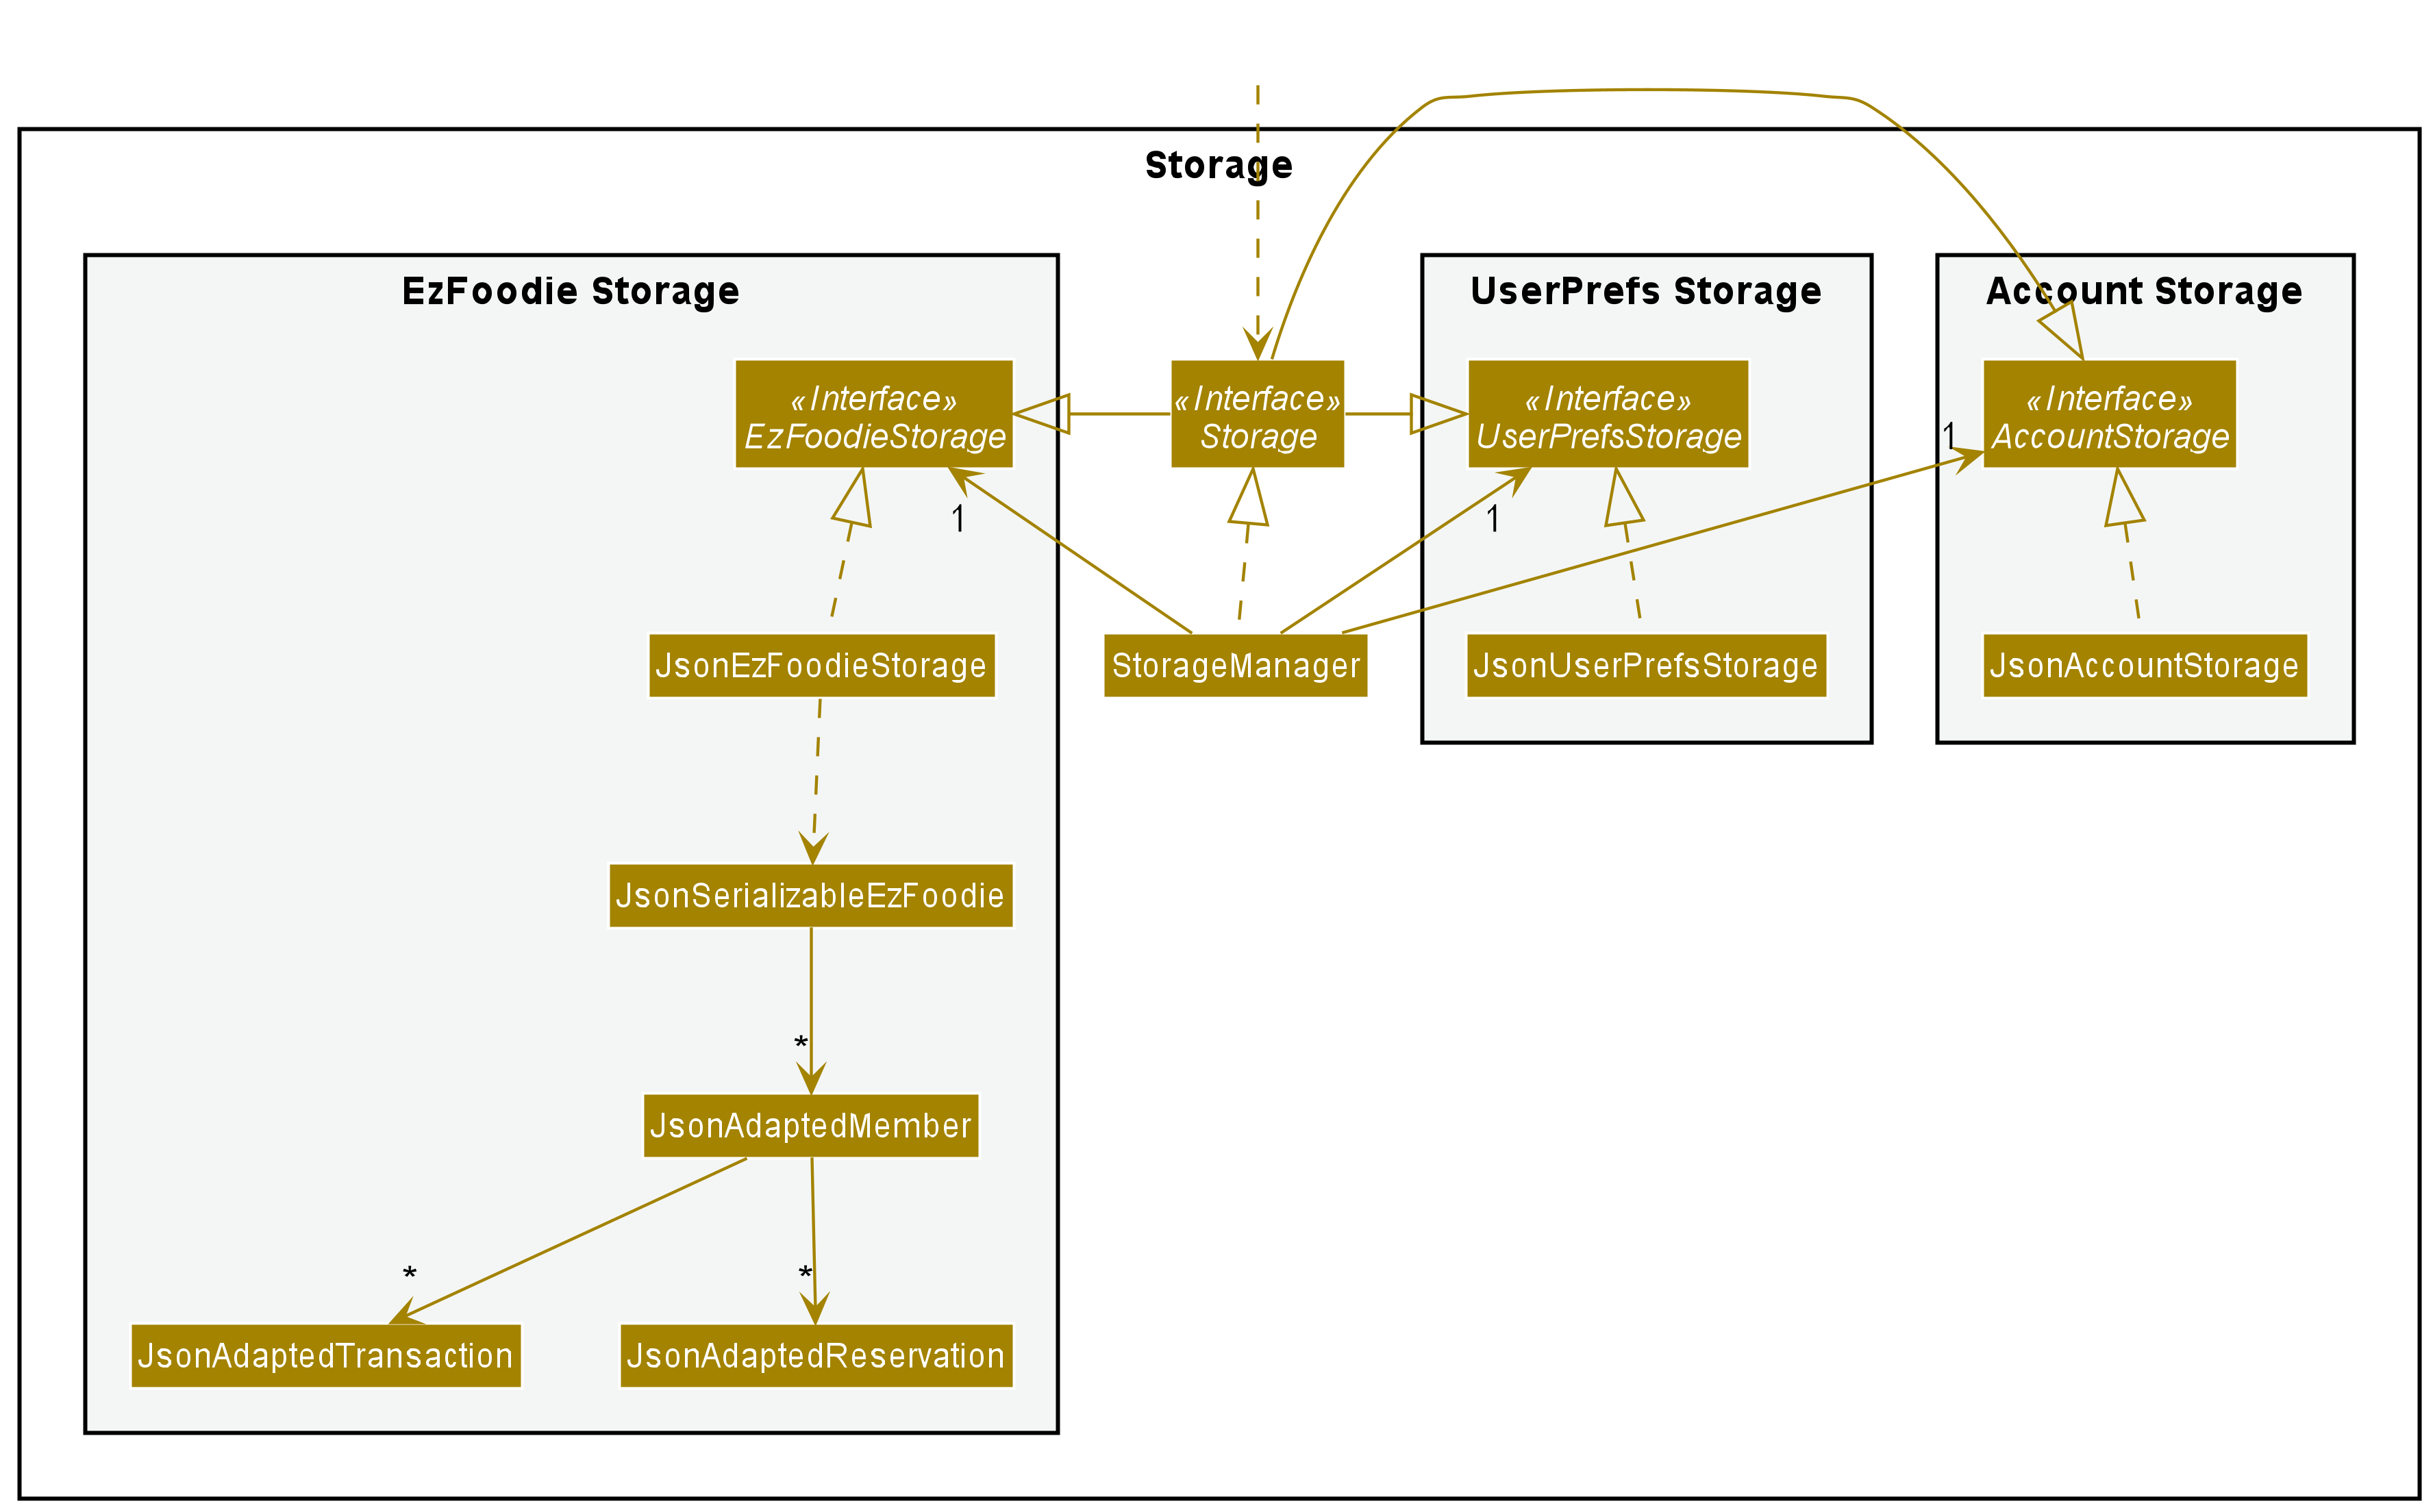 Storage
EzFoodie Storage
UserPrefs Storage
Account Storage
«Interface»
EzFoodieStorage
«Interface»
Storage
«Interface»
UserPrefsStorage
«Interface»
AccountStorage
1
1
1
JsonEzFoodieStorage
StorageManager
JsonUserPrefsStorage
JsonAccountStorage
JsonSerializableEzFoodie
*
JsonAdaptedMember
*
*
JsonAdaptedTransaction
JsonAdaptedReservation